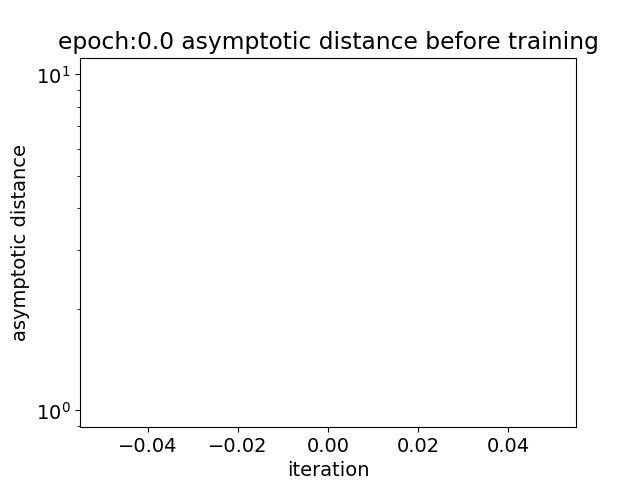 epoch:0.0 asymptotic distance before training
10¹
asymptotic distance
10⁰
−0.04 −0.02 0.00 0.02 0.04
iteration